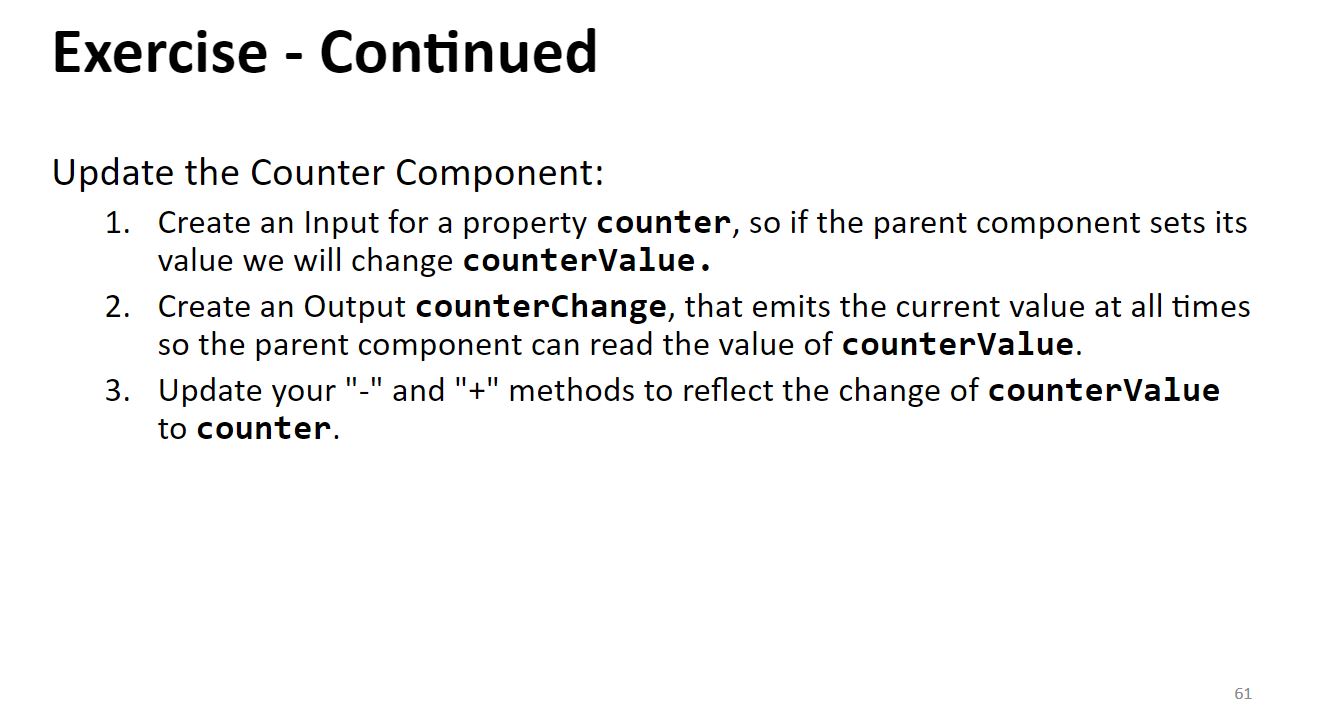 Exercise - Continued
Update the Counter Component:
1. Create an Input for a property counter, so if the parent component sets its
value we will change counterValue.
2. Create an Output counterChange, that emits the current value at all times
so the parent component can read the value of counterValue.
3. Update your "-" and "+" methods to reflect the change of counterValue
to counter.
61